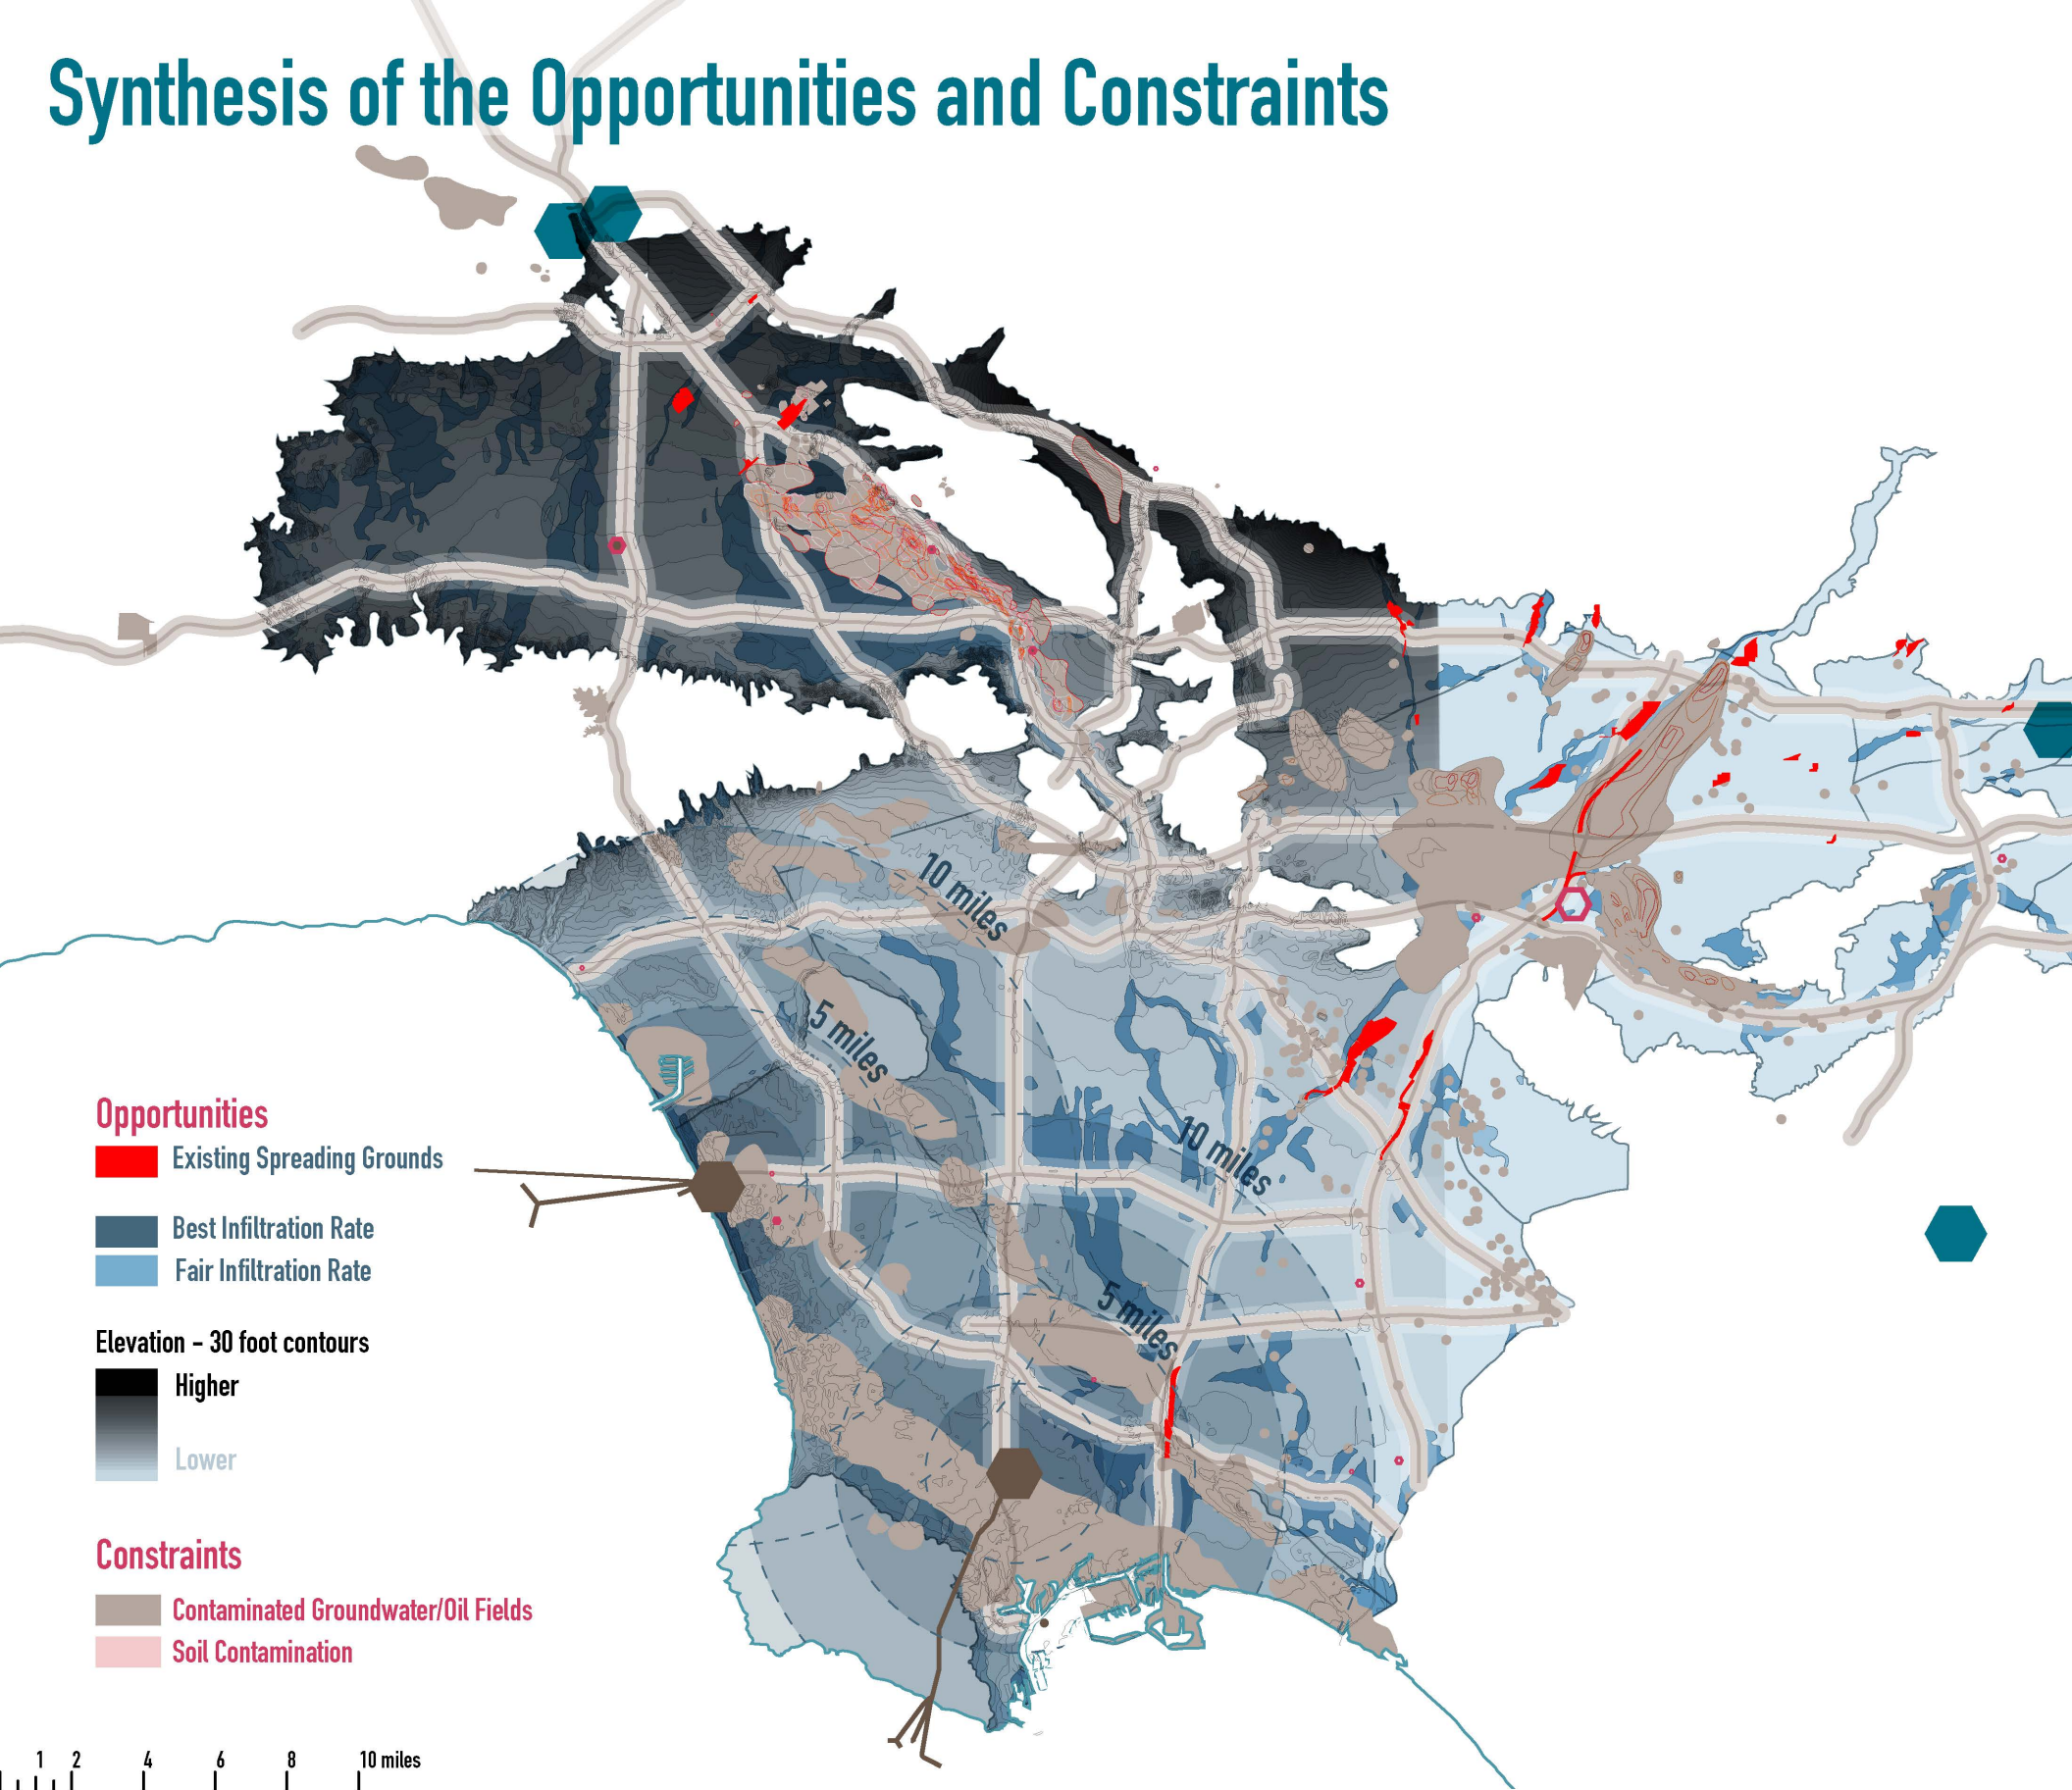 Synthesis of the Opportunities and Constraints
10 miles
5 miles
10 miles
5 miles
Opportunities
Existing Spreading Grounds
Best Infiltration Rate
Fair Infiltration Rate
Elevation - 30 foot contours
Higher
Lower
Constraints
Contaminated Groundwater/Oil Fields
Soil Contamination
1 2 4 6 8 10 miles